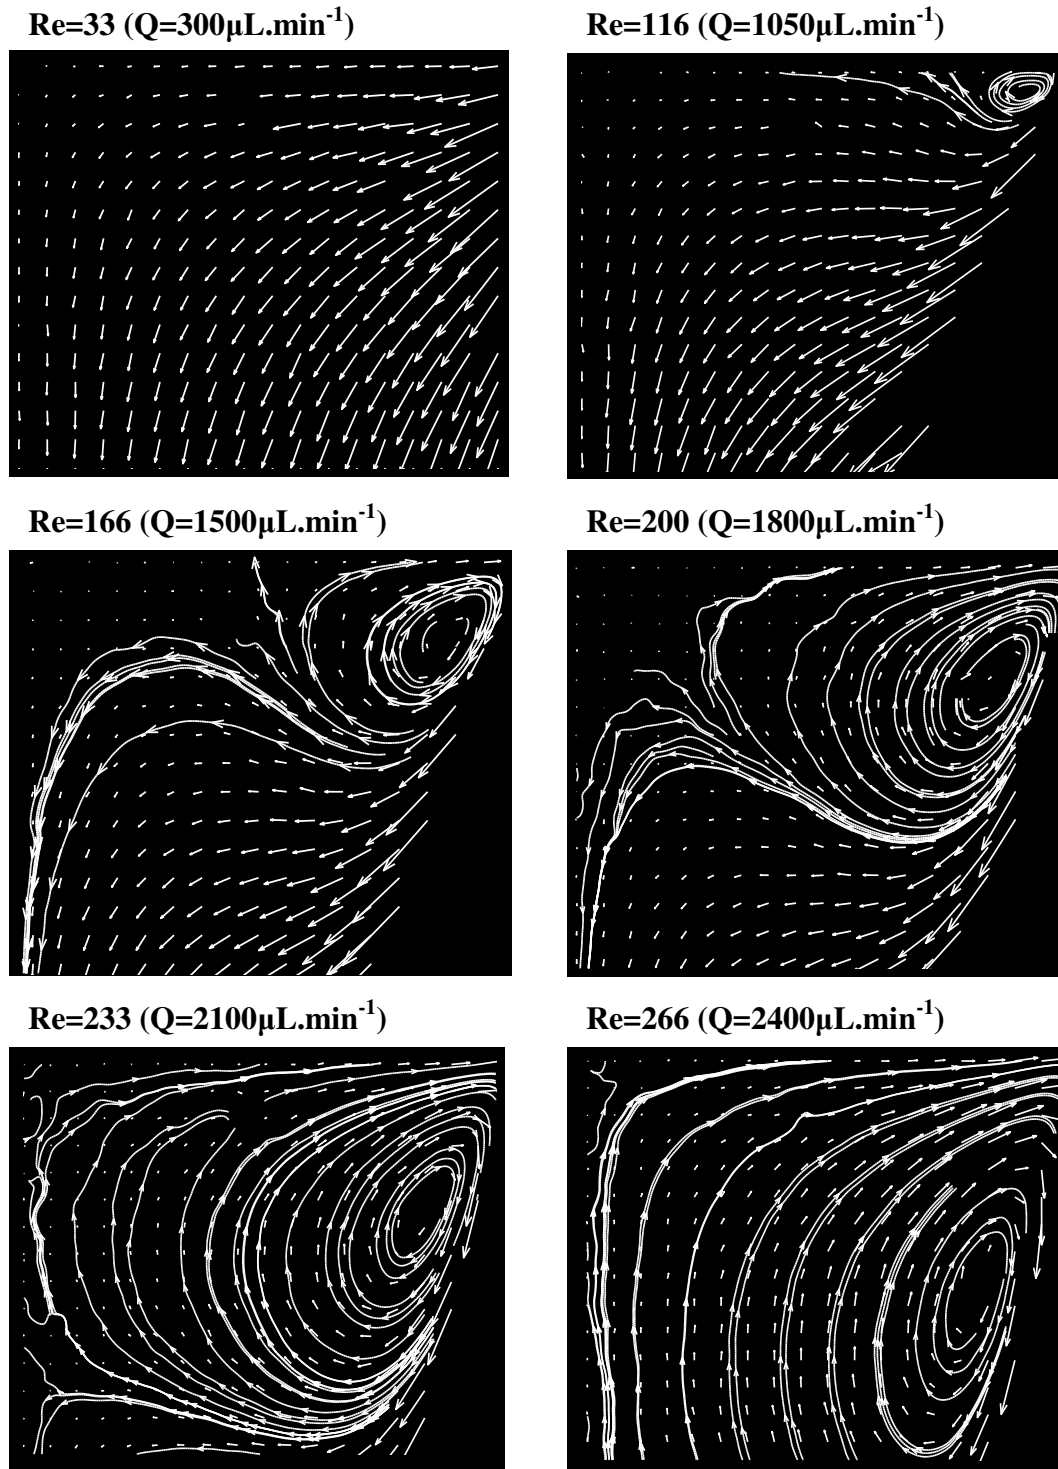 Re=33 (Q=300µL.min⁻¹)
Re=116 (Q=1050µL.min⁻¹)
Re=166 (Q=1500µL.min⁻¹)
Re=200 (Q=1800µL.min⁻¹)
Re=233 (Q=2100µL.min⁻¹)
Re=266 (Q=2400µL.min⁻¹)